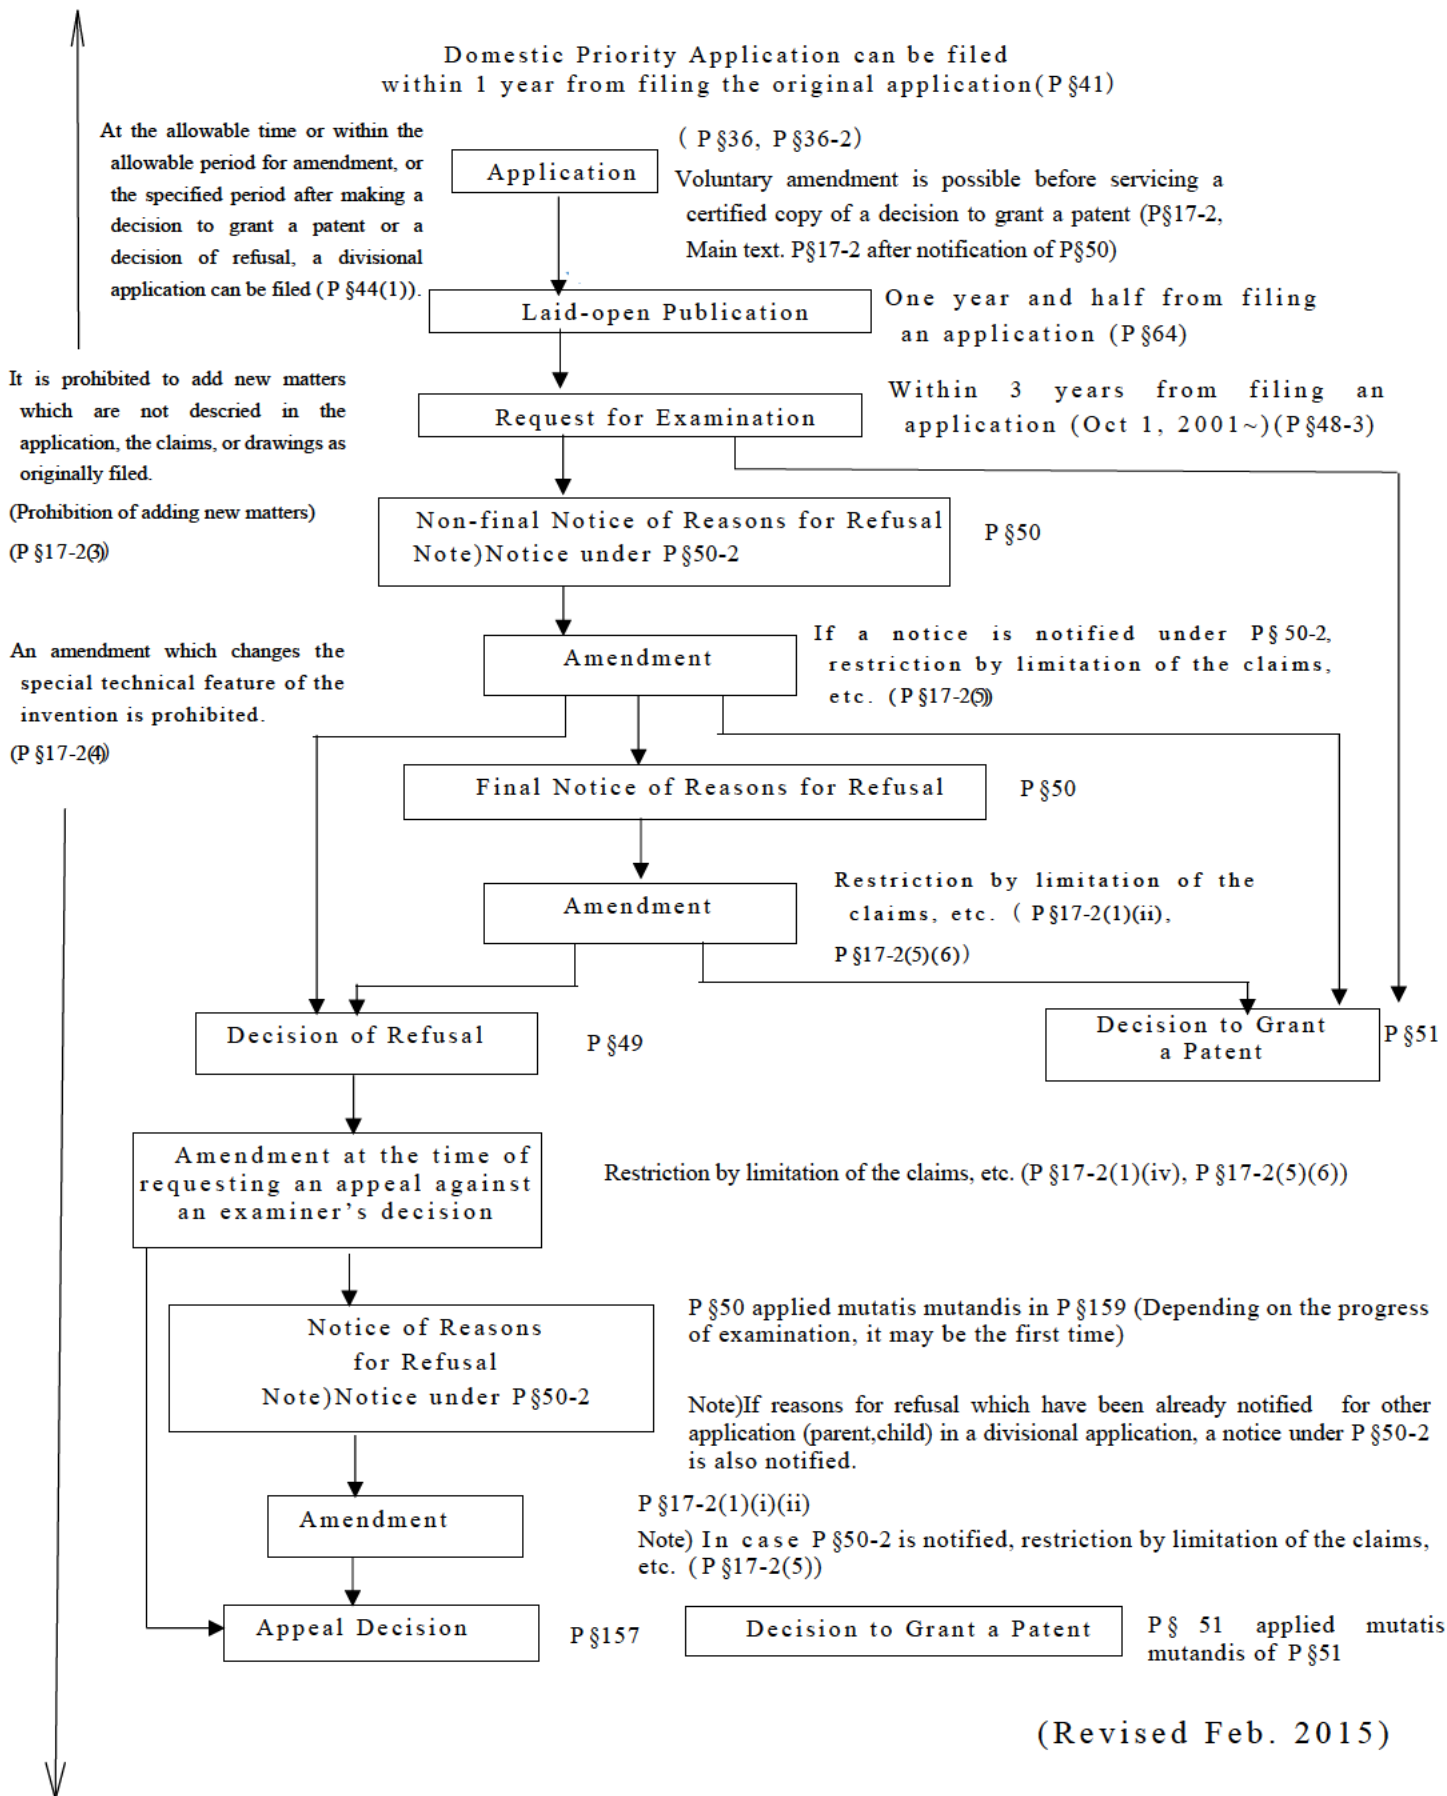 Domestic Priority Application can be filed
within 1 year from filing the original application(P§41)
At the allowable time or within the
allowable period for amendment, or
the specified period after making a
decision to grant a patent or a
decision of refusal, a divisional
application can be filed (P§44(1)).
(P§36, P§36-2)
Application
Voluntary amendment is possible before servicing a
certified copy of a decision to grant a patent (P§17-2,
Main text. P§17-2 after notification of P§50)
Laid-open Publication
One year and half from filing
an application (P§64)
It is prohibited to add new matters
which are not descried in the
application, the claims, or drawings as
originally filed.
(Prohibition of adding new matters)
(P§17-2(3))
Request for Examination
Within 3 years from filing an
application (Oct 1, 2001~)(P§48-3)
Non-final Notice of Reasons for Refusal
Note)Notice under P§50-2
P§50
An amendment which changes the
special technical feature of the
invention is prohibited.
(P§17-2(4))
Amendment
If a notice is notified under P§50-2,
restriction by limitation of the claims,
etc. (P§17-2(5))
Final Notice of Reasons for Refusal
P§50
Amendment
Restriction by limitation of the
claims, etc. (P§17-2(1)(ii),
P§17-2(5)(6))
Decision of Refusal
P§49
Decision to Grant
a Patent
P§51
Amendment at the time of
requesting an appeal against
an examiner's decision
Restriction by limitation of the claims, etc. (P§17-2(1)(iv), P§17-2(5)(6))
Notice of Reasons
for Refusal
Note)Notice under P§50-2
P§50 applied mutatis mutandis in P§159 (Depending on the progress
of examination, it may be the first time)
Note)If reasons for refusal which have been already notified for other
application (parent,child) in a divisional application, a notice under P§50-2
is also notified.
Amendment
P§17-2(1)(i)(ii)
Note) In case P§50-2 is notified, restriction by limitation of the claims,
etc. (P§17-2(5))
Appeal Decision
P§157
Decision to Grant a Patent
P§ 51 applied mutatis
mutandis of P§51
(Revised Feb. 2015)